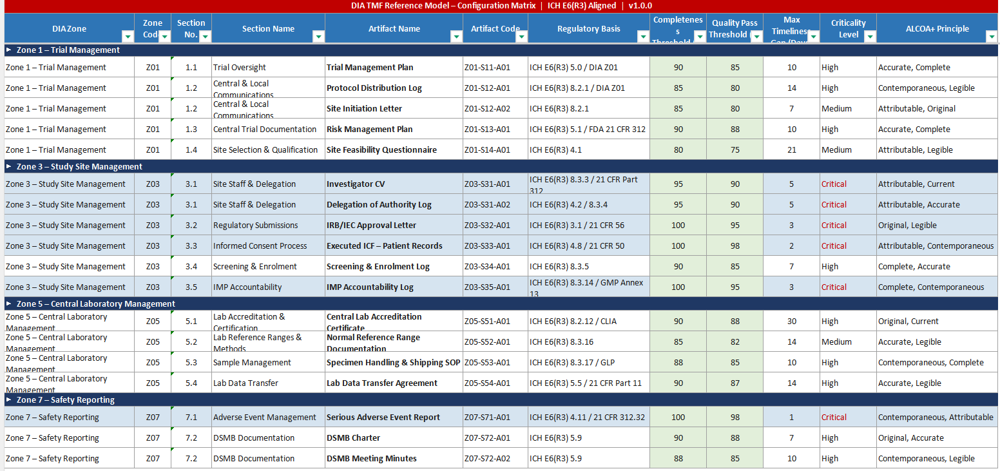 DIA TMF Reference Model – Configuration Matrix | ICH E6(R3) Aligned | v1.0.0
DIA Zone | Zone Cod | Section No. | Section Name | Artifact Name | Artifact Code | Regulatory Basis | Completenes s Threshold | Quality Pass Threshold ( | Max Timeliness Gap (Days | Criticality Level | ALCOA+ Principle
► Zone 1 – Trial Management
Zone 1 – Trial Management | Z01 | 1.1 | Trial Oversight | Trial Management Plan | Z01-S11-A01 | ICH E6(R3) 5.0 / DIA Z01 | 90 | 85 | 10 | High | Accurate, Complete
Zone 1 – Trial Management | Z01 | 1.2 | Central & Local Communications | Protocol Distribution Log | Z01-S12-A01 | ICH E6(R3) 8.2.1 / DIA Z01 | 85 | 80 | 14 | High | Contemporaneous, Legible
Zone 1 – Trial Management | Z01 | 1.2 | Central & Local Communications | Site Initiation Letter | Z01-S12-A02 | ICH E6(R3) 8.2.1 | 85 | 80 | 7 | Medium | Attributable, Original
Zone 1 – Trial Management | Z01 | 1.3 | Central Trial Documentation | Risk Management Plan | Z01-S13-A01 | ICH E6(R3) 5.1 / FDA 21 CFR 312 | 90 | 88 | 10 | High | Accurate, Complete
Zone 1 – Trial Management | Z01 | 1.4 | Site Selection & Qualification | Site Feasibility Questionnaire | Z01-S14-A01 | ICH E6(R3) 4.1 | 80 | 75 | 21 | Medium | Attributable, Legible
► Zone 3 – Study Site Management
Zone 3 – Study Site Management | Z03 | 3.1 | Site Staff & Delegation | Investigator CV | Z03-S31-A01 | ICH E6(R3) 8.3.3 / 21 CFR Part 312 | 95 | 90 | 5 | Critical | Attributable, Current
Zone 3 – Study Site Management | Z03 | 3.1 | Site Staff & Delegation | Delegation of Authority Log | Z03-S31-A02 | ICH E6(R3) 4.2 / 8.3.4 | 95 | 90 | 5 | Critical | Attributable, Accurate
Zone 3 – Study Site Management | Z03 | 3.2 | Regulatory Submissions | IRB/IEC Approval Letter | Z03-S32-A01 | ICH E6(R3) 3.1 / 21 CFR 56 | 100 | 95 | 3 | Critical | Original, Legible
Zone 3 – Study Site Management | Z03 | 3.3 | Informed Consent Process | Executed ICF – Patient Records | Z03-S33-A01 | ICH E6(R3) 4.8 / 21 CFR 50 | 100 | 98 | 2 | Critical | Attributable, Contemporaneous
Zone 3 – Study Site Management | Z03 | 3.4 | Screening & Enrolment | Screening & Enrolment Log | Z03-S34-A01 | ICH E6(R3) 8.3.5 | 90 | 85 | 7 | High | Complete, Accurate
Zone 3 – Study Site Management | Z03 | 3.5 | IMP Accountability | IMP Accountability Log | Z03-S35-A01 | ICH E6(R3) 8.3.14 / GMP Annex 13 | 100 | 95 | 3 | Critical | Complete, Contemporaneous
► Zone 5 – Central Laboratory Management
Zone 5 – Central Laboratory Management | Z05 | 5.1 | Lab Accreditation & Certification | Central Lab Accreditation Certificate | Z05-S51-A01 | ICH E6(R3) 8.2.12 / CLIA | 90 | 88 | 30 | High | Original, Current
Zone 5 – Central Laboratory Management | Z05 | 5.2 | Lab Reference Ranges & Methods | Normal Reference Range Documentation | Z05-S52-A01 | ICH E6(R3) 8.3.16 | 85 | 82 | 14 | Medium | Accurate, Legible
Zone 5 – Central Laboratory Management | Z05 | 5.3 | Sample Management | Specimen Handling & Shipping SOP | Z05-S53-A01 | ICH E6(R3) 8.3.17 / GLP | 88 | 85 | 10 | High | Contemporaneous, Complete
Zone 5 – Central Laboratory Management | Z05 | 5.4 | Lab Data Transfer | Lab Data Transfer Agreement | Z05-S54-A01 | ICH E6(R3) 5.5 / 21 CFR Part 11 | 90 | 87 | 14 | High | Accurate, Legible
► Zone 7 – Safety Reporting
Zone 7 – Safety Reporting | Z07 | 7.1 | Adverse Event Management | Serious Adverse Event Report | Z07-S71-A01 | ICH E6(R3) 4.11 / 21 CFR 312.32 | 100 | 98 | 1 | Critical | Contemporaneous, Attributable
Zone 7 – Safety Reporting | Z07 | 7.2 | DSMB Documentation | DSMB Charter | Z07-S72-A01 | ICH E6(R3) 5.9 | 90 | 88 | 7 | High | Original, Accurate
Zone 7 – Safety Reporting | Z07 | 7.2 | DSMB Documentation | DSMB Meeting Minutes | Z07-S72-A02 | ICH E6(R3) 5.9 | 88 | 85 | 10 | High | Contemporaneous, Legible